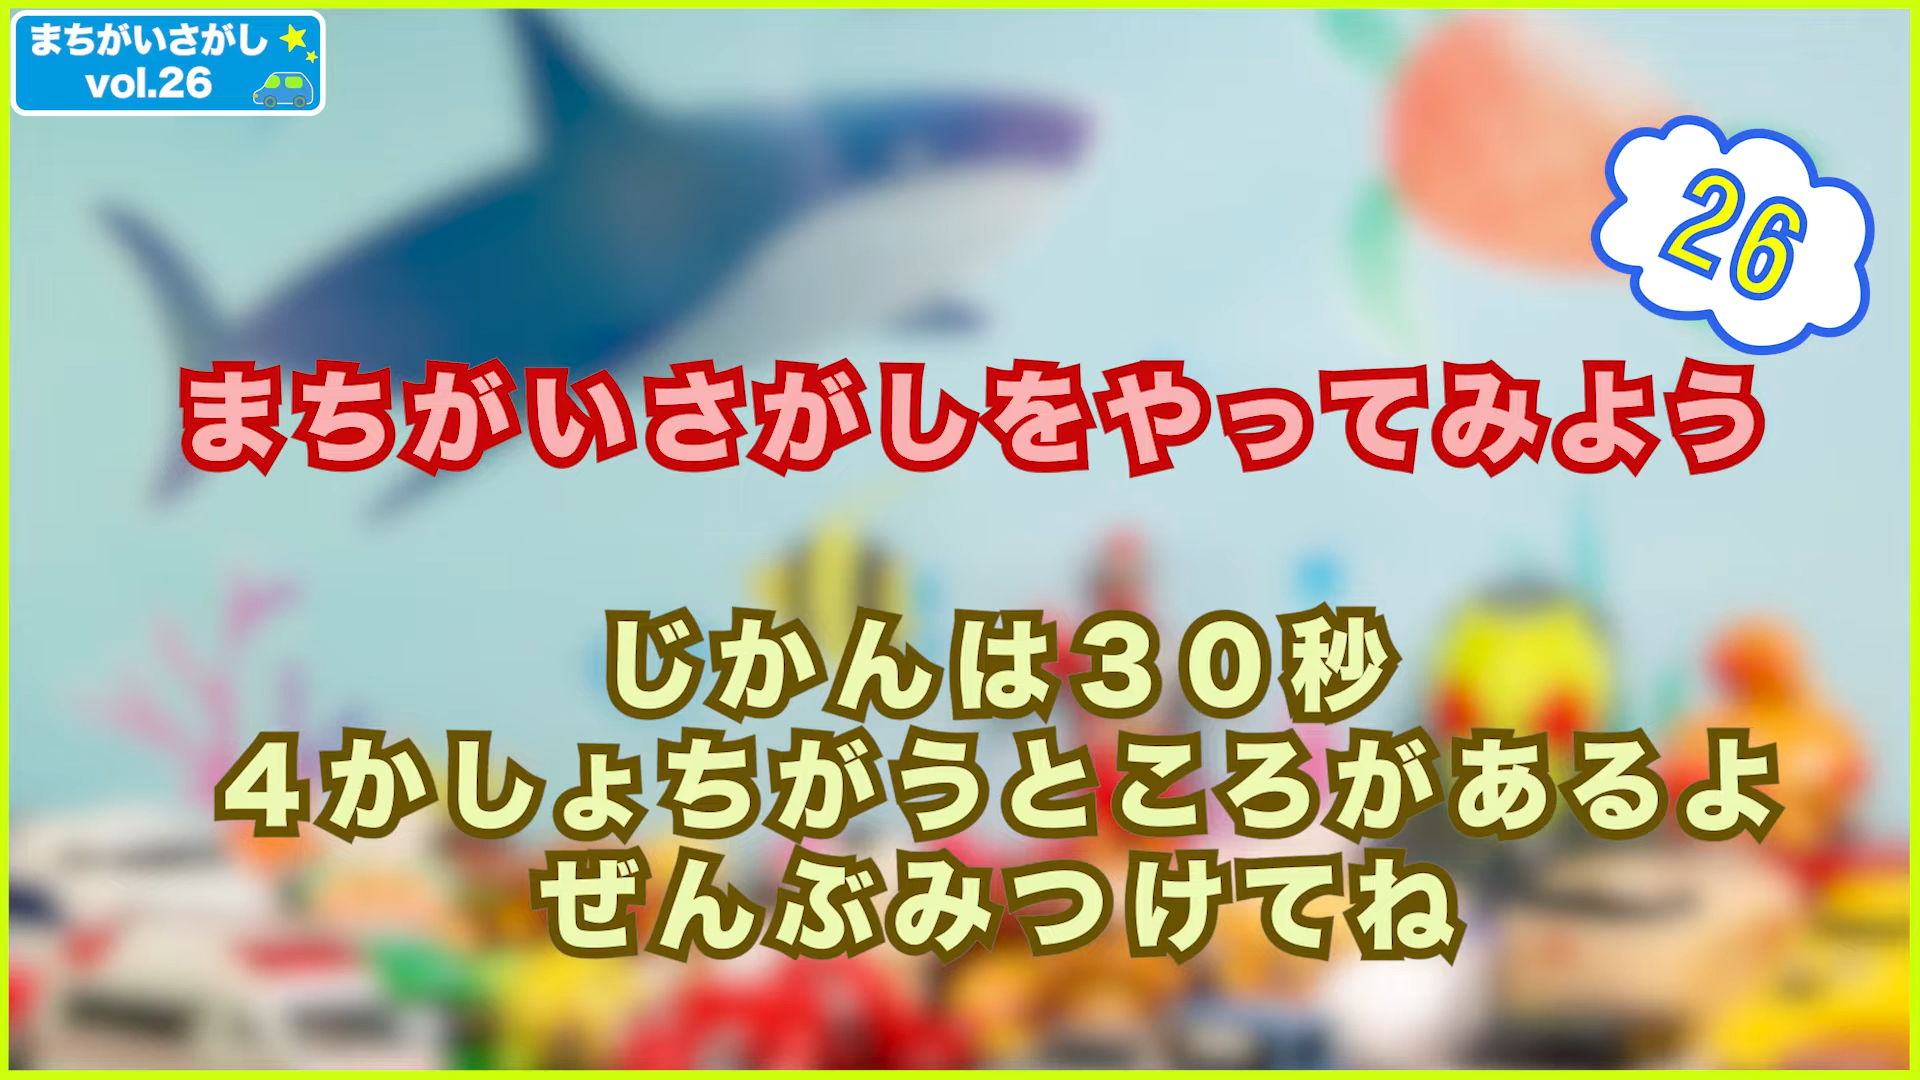 まちがいさがし
vol.26
26
まちがいさがしをやってみよう
じかんは３０秒
４かしょちがうところがあるよ
ぜんぶみつけてね